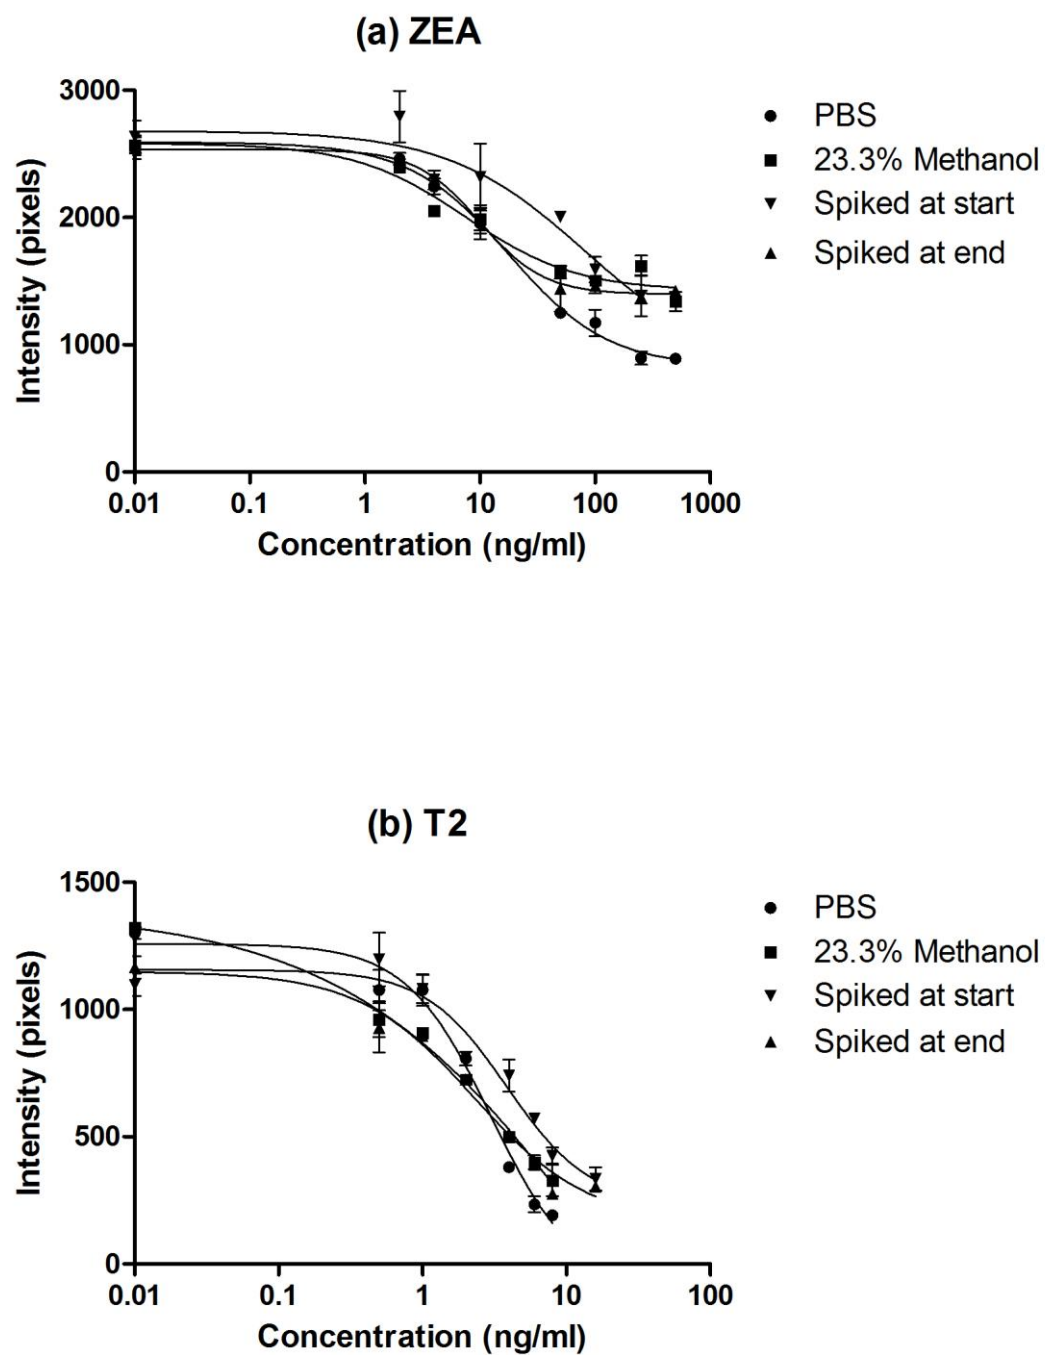 (a) ZEA
3000
2000
1000
0
0.01 0.1 1 10 100 1000
Intensity (pixels)
Concentration (ng/ml)
PBS
23.3% Methanol
Spiked at start
Spiked at end
(b) T2
1500
1000
500
0
0.01 0.1 1 10 100
Intensity (pixels)
Concentration (ng/ml)
PBS
23.3% Methanol
Spiked at start
Spiked at end